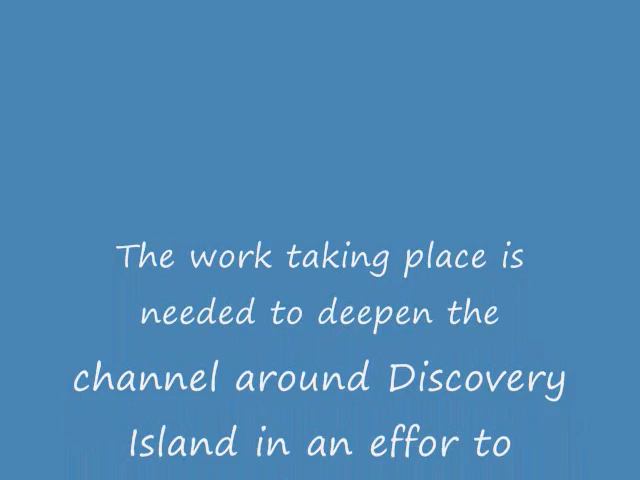 The work taking place is
needed to deepen the
channel around Discovery
Island in an effor to